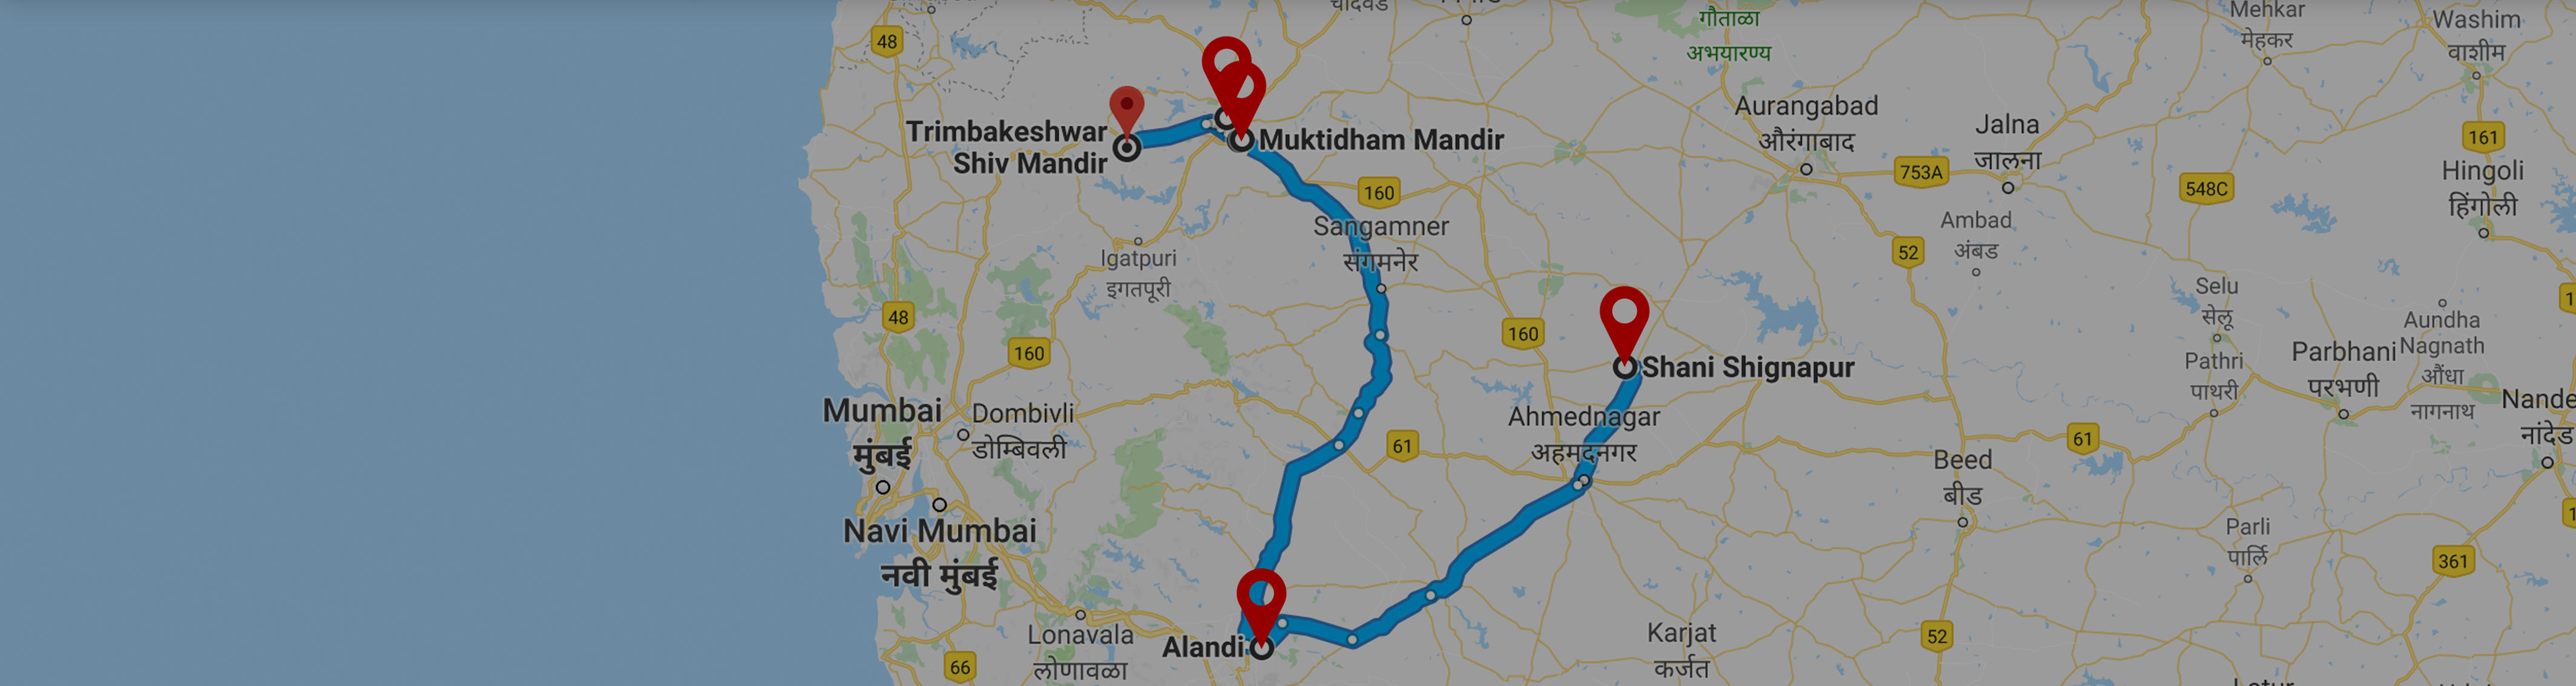 48
गौताळा
अभयारण्य
Mehkar
मेहकर
Washim
वाशीम
Trimbakeshwar
Shiv Mandir
Muktidham Mandir
Aurangabad
औरंगाबाद
Jalna
जालना
161
753A
548C
Hingoli
हिंगोली
160
Sangamner
संगमनेर
Ambad
अंबड
52
Igatpuri
इगतपूरी
Selu
सेलू
48
160
160
Aundha
Nagnath
औंधा
नागनाथ
Shani Shignapur
Pathri
पाथरी
Parbhani
परभणी
Mumbai
मुंबई
Dombivli
डोम्बिवली
Ahmednagar
अहमदनगर
61
61
Nande
नांदेड
Beed
बीड
Navi Mumbai
नवी मुंबई
Parli
पार्लि
361
Alandi
Lonavala
लोणावळा
Karjat
कर्जत
52
66